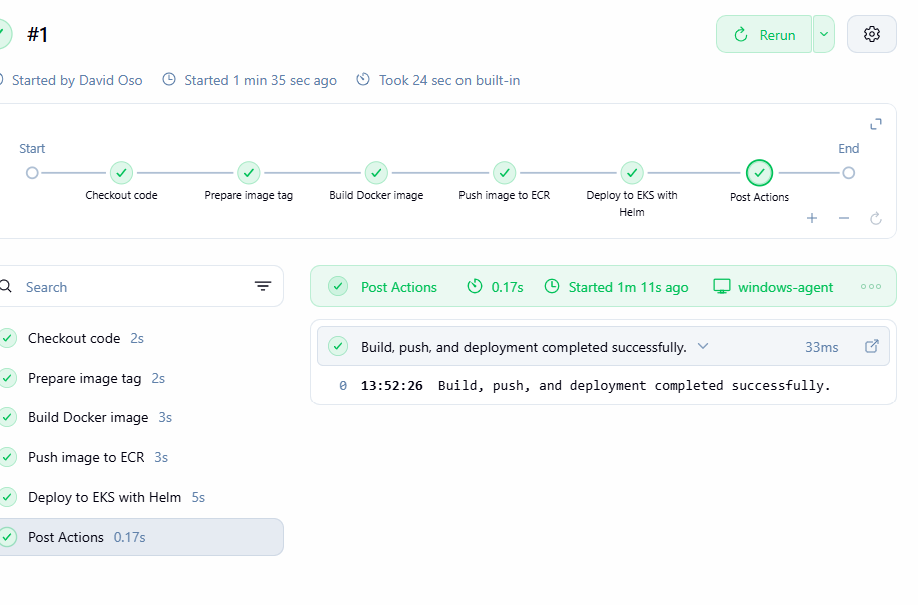 #1
Rerun
Started by David Oso
Started 1 min 35 sec ago
Took 24 sec on built-in
Start
End
Checkout code
Prepare image tag
Build Docker image
Push image to ECR
Deploy to EKS with
Helm
Post Actions
Search
Post Actions 0.17s Started 1m 11s ago windows-agent
Checkout code 2s
Prepare image tag 2s
Build Docker image 3s
Push image to ECR 3s
Deploy to EKS with Helm 5s
Post Actions 0.17s
Build, push, and deployment completed successfully. 33ms
0 13:52:26 Build, push, and deployment completed successfully.